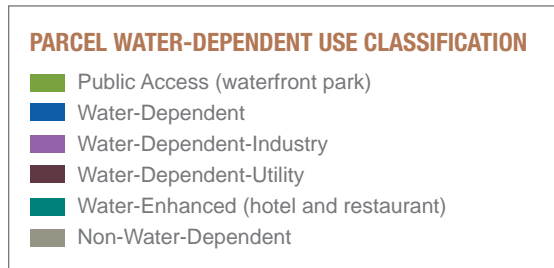 PARCEL WATER-DEPENDENT USE CLASSIFICATION
Public Access (waterfront park)
Water-Dependent
Water-Dependent-Industry
Water-Dependent-Utility
Water-Enhanced (hotel and restaurant)
Non-Water-Dependent